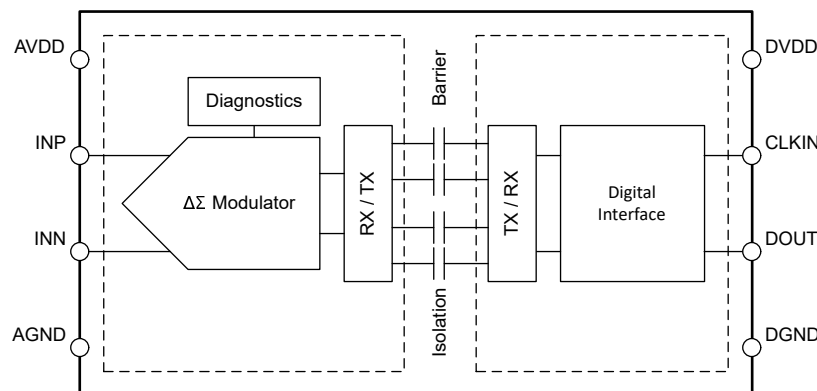 AVDD
DVDD
Barrier
Diagnostics
INP
CLKIN
ΔΣ Modulator
RX / TX
TX / RX
Digital
Interface
INN
DOUT
Isolation
AGND
DGND